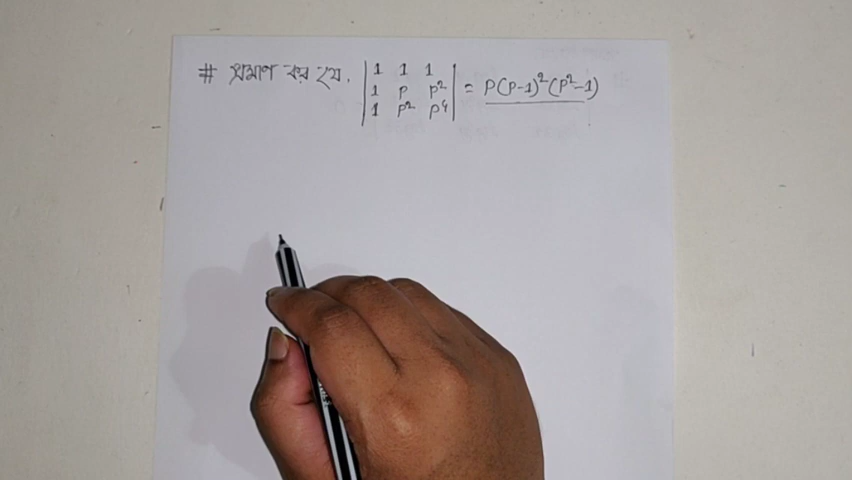 # প্রমাণ কর যে, | 1 1 1 | = P(P-1)²(P²-1)
| 1 P P² |
| 1 P² P⁴ |